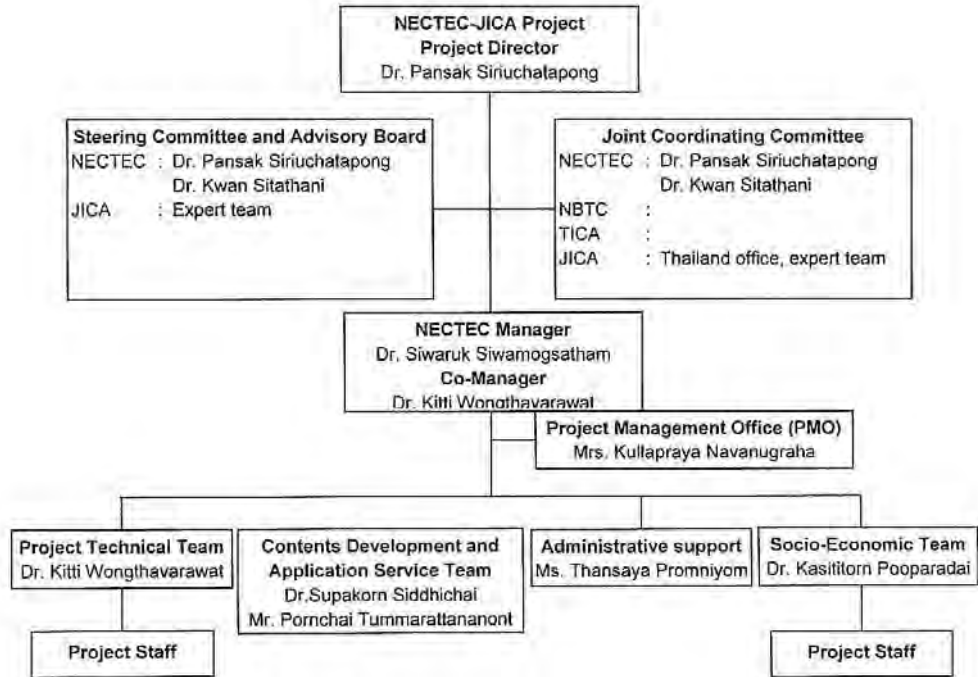 NECTEC-JICA Project
Project Director
Dr. Pansak Siriuchatapong
Steering Committee and Advisory Board
NECTEC : Dr. Pansak Siriuchatapong
Dr. Kwan Sitathani
JICA : Expert team
Joint Coordinating Committee
NECTEC : Dr. Pansak Siriuchatapong
Dr. Kwan Sitathani
NBTC :
TICA :
JICA : Thailand office, expert team
NECTEC Manager
Dr. Siwaruk Siwamogsatham
Co-Manager
Dr. Kitti Wongthavarawat
Project Management Office (PMO)
Mrs. Kullapraya Navanugraha
Project Technical Team
Dr. Kitti Wongthavarawat
Project Staff
Contents Development and
Application Service Team
Dr.Supakorn Siddhichai
Mr. Pornchai Tummarattananont
Administrative support
Ms. Thansaya Promniyom
Socio-Economic Team
Dr. Kasititorn Pooparadai
Project Staff